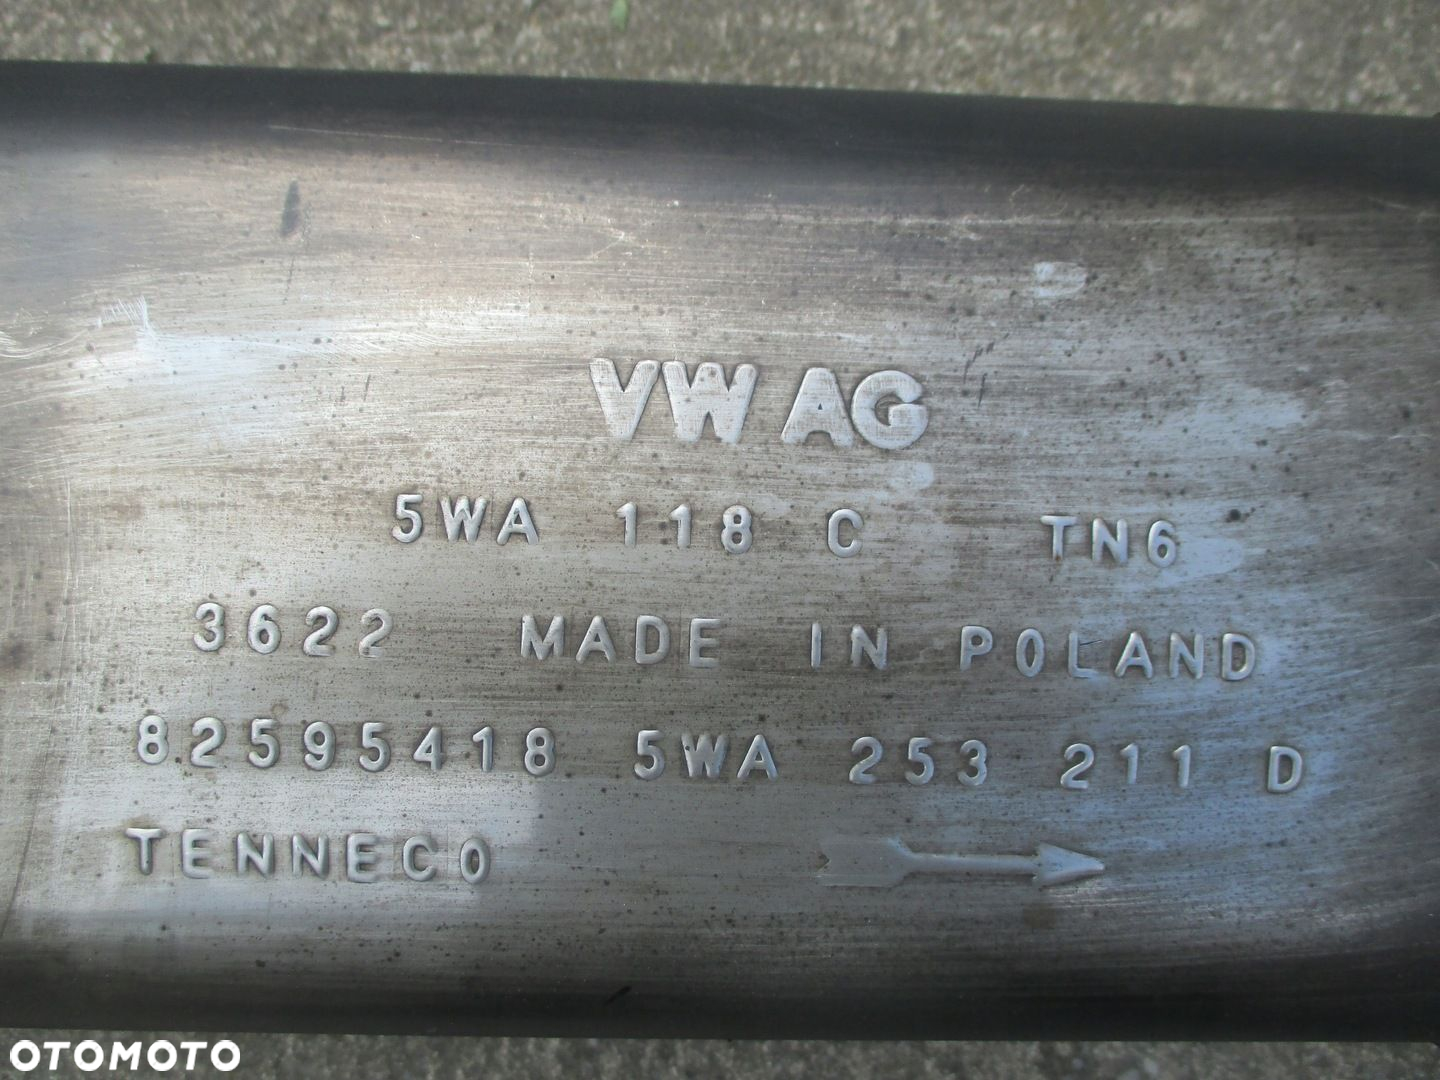 VW AG
5WA 118 C TN6
3622 MADE IN POLAND
82595418 5WA 253 211 D
TENNECO
OTOMOTO